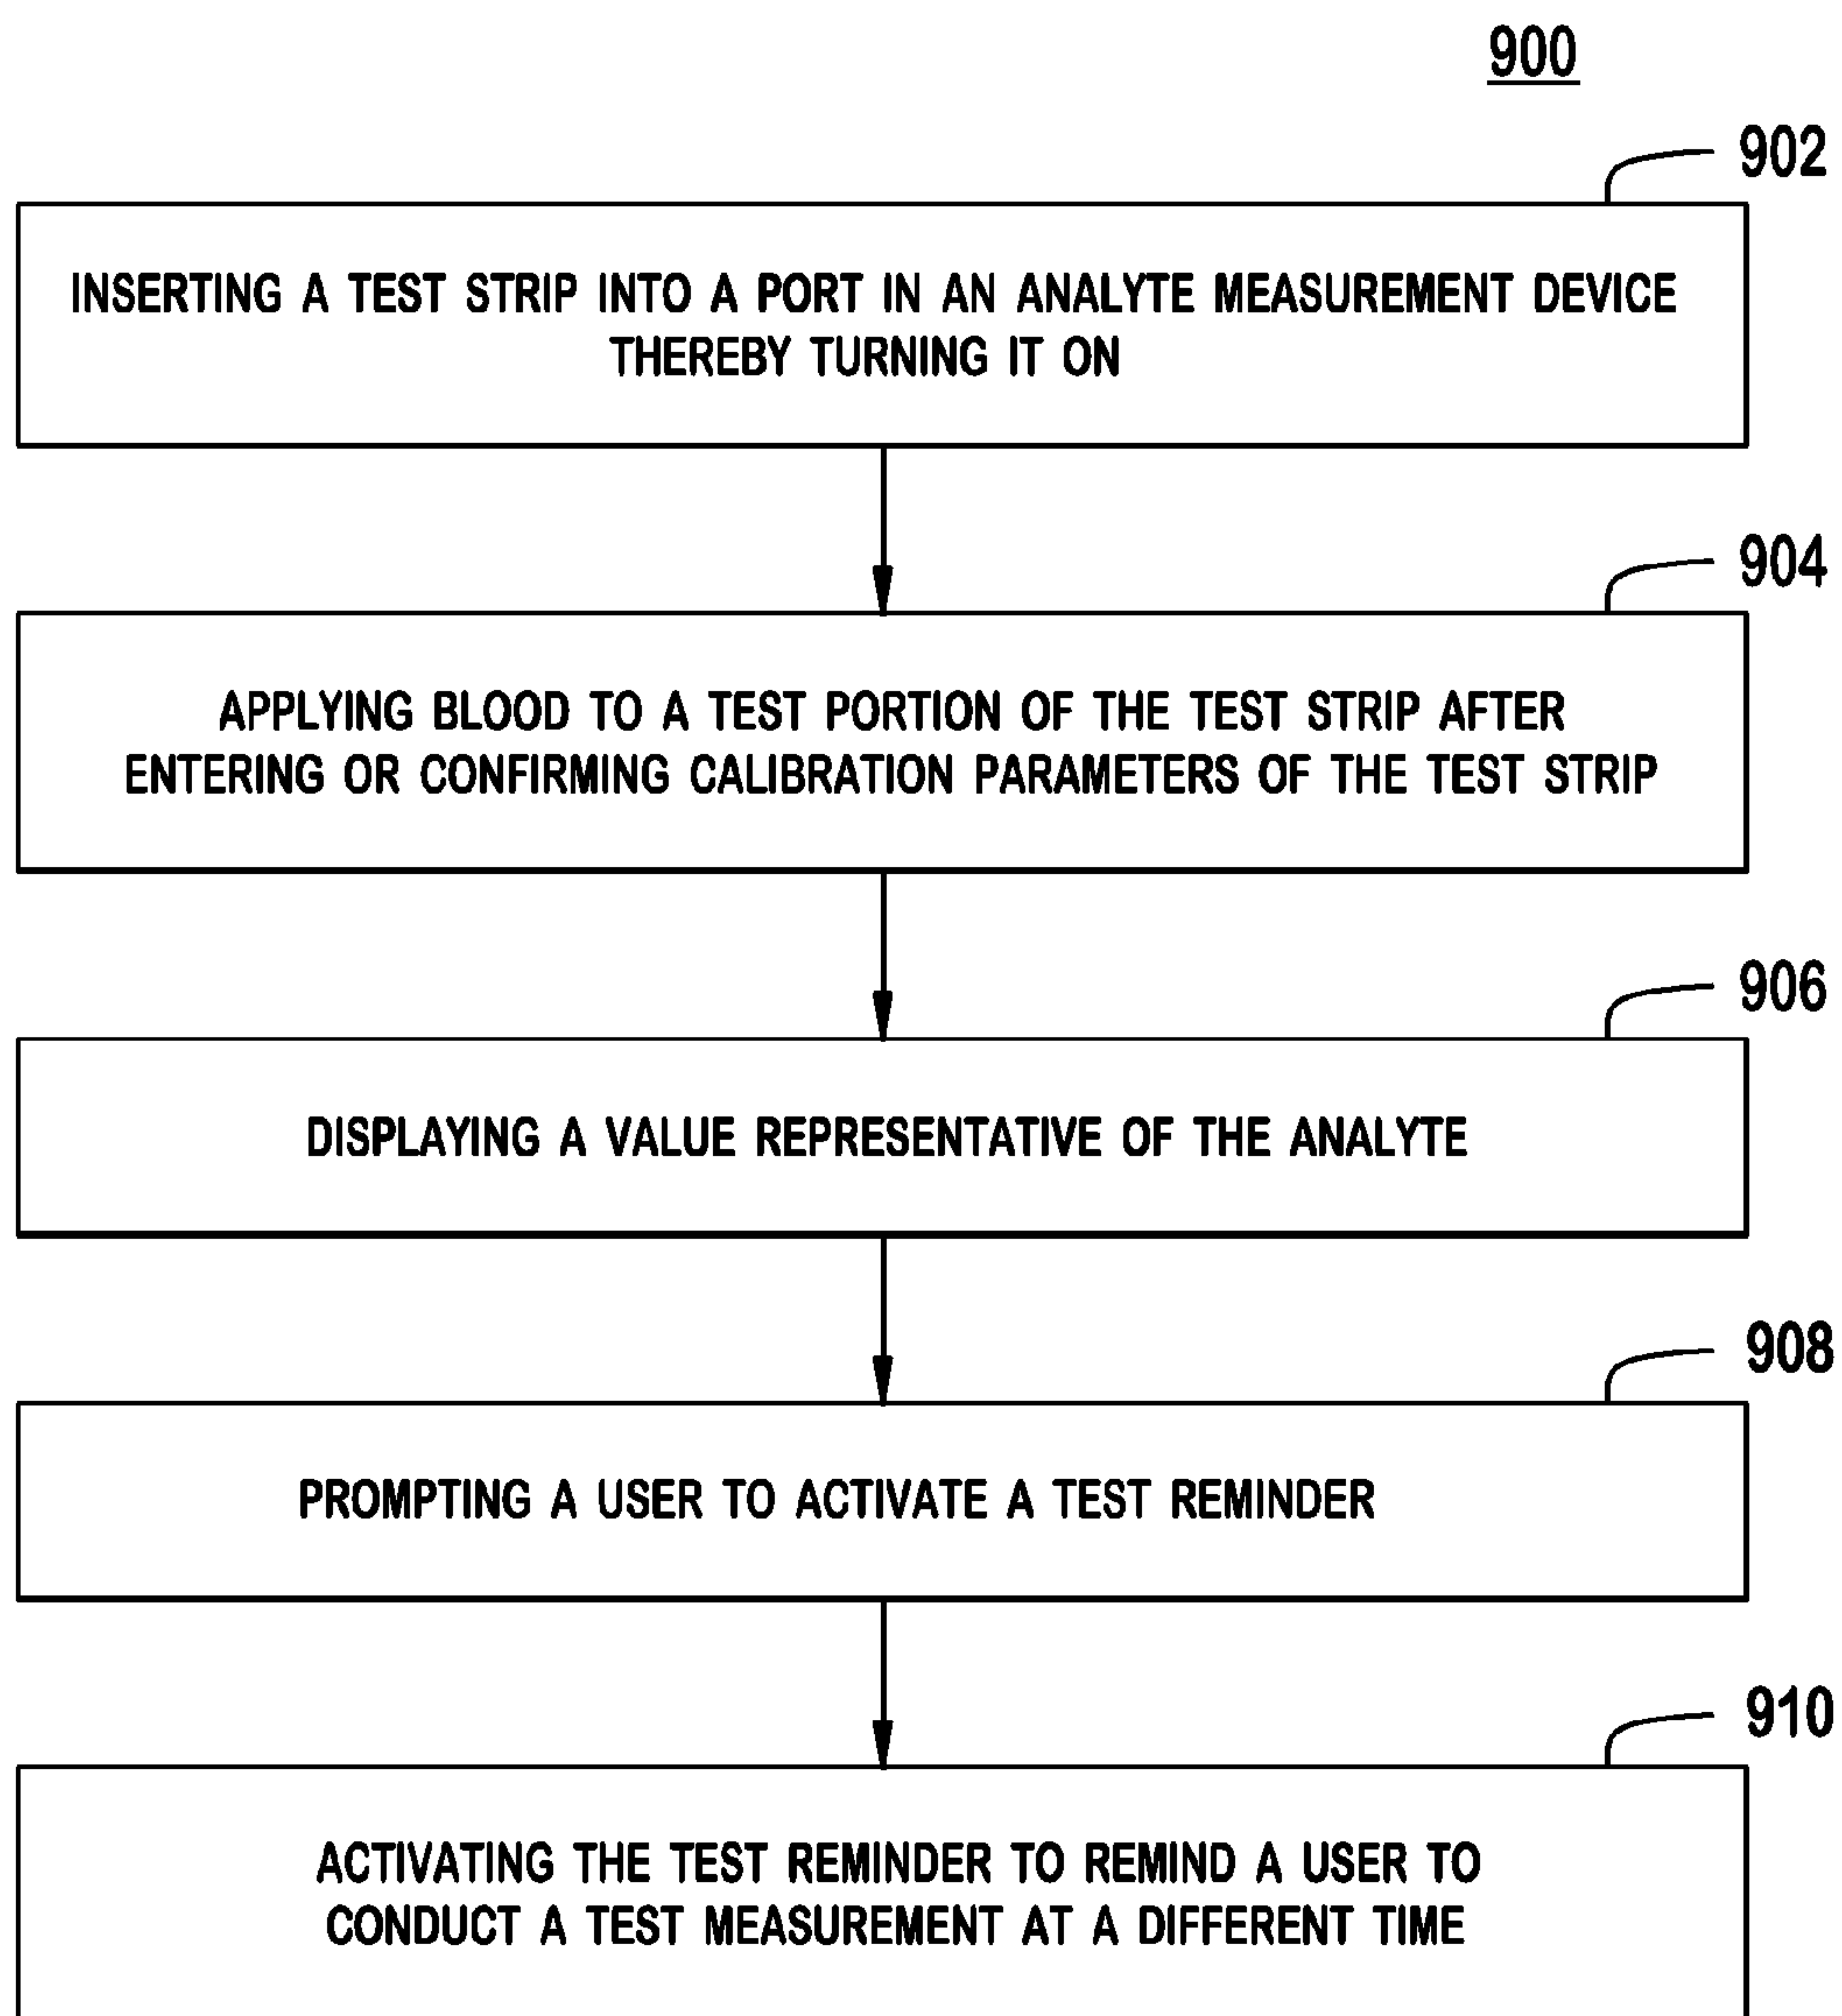 900
902
INSERTING A TEST STRIP INTO A PORT IN AN ANALYTE MEASUREMENT DEVICE
THEREBY TURNING IT ON
904
APPLYING BLOOD TO A TEST PORTION OF THE TEST STRIP AFTER
ENTERING OR CONFIRMING CALIBRATION PARAMETERS OF THE TEST STRIP
906
DISPLAYING A VALUE REPRESENTATIVE OF THE ANALYTE
908
PROMPTING A USER TO ACTIVATE A TEST REMINDER
910
ACTIVATING THE TEST REMINDER TO REMIND A USER TO
CONDUCT A TEST MEASUREMENT AT A DIFFERENT TIME